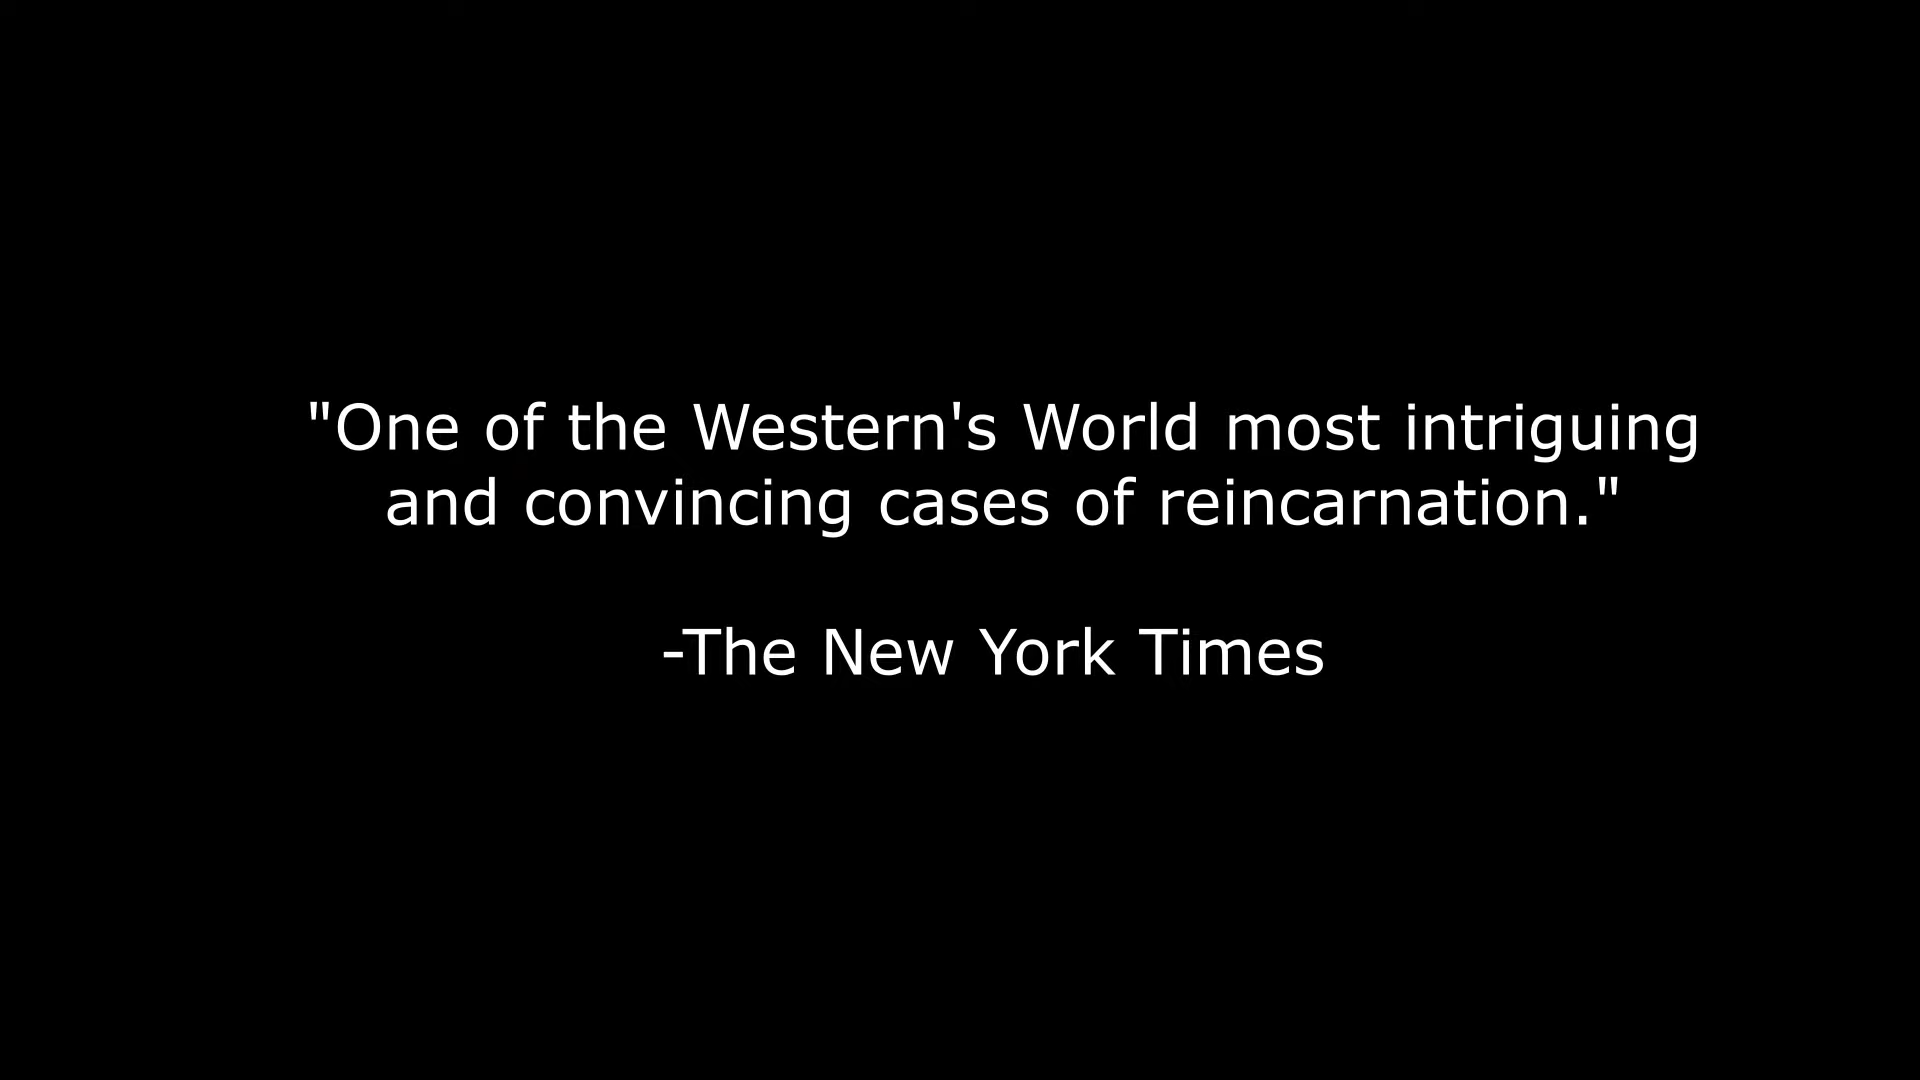 "One of the Western's World most intriguing
and convincing cases of reincarnation."
-The New York Times